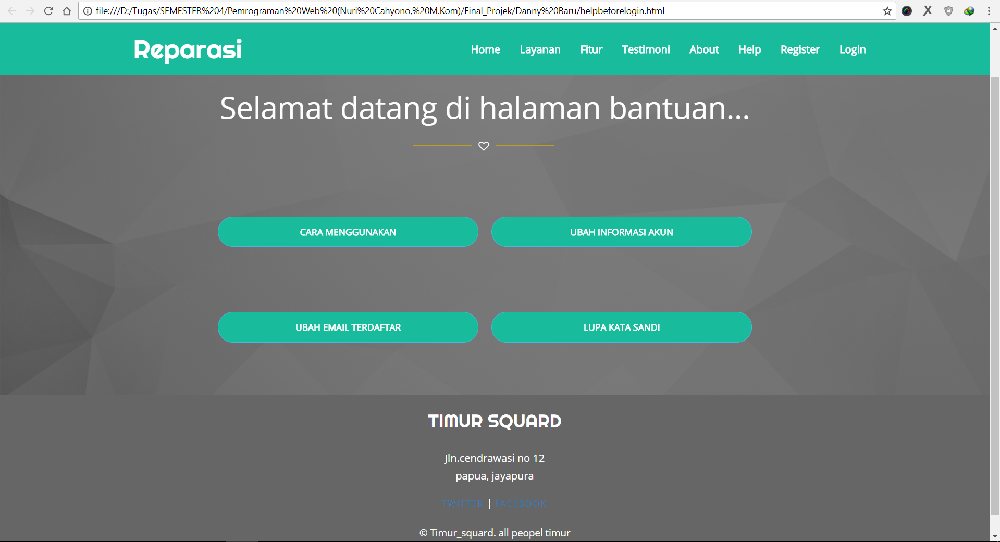 file:///D:/Tugas/SEMESTER%204/Pemrograman%20Web%20(Nuri%20Cahyono,%20M.Kom)/Final_Projek/Danny%20Baru/helpbeforelogin.html
Reparasi Home Layanan Fitur Testimoni About Help Register Login
Selamat datang di halaman bantuan...
CARA MENGGUNAKAN UBAH INFORMASI AKUN
UBAH EMAIL TERDAFTAR LUPA KATA SANDI
TIMUR SQUARD
Jln.cendrawasi no 12
papua, jayapura
TWITTER | FACEBOOK
© Timur_squard. all peopel timur